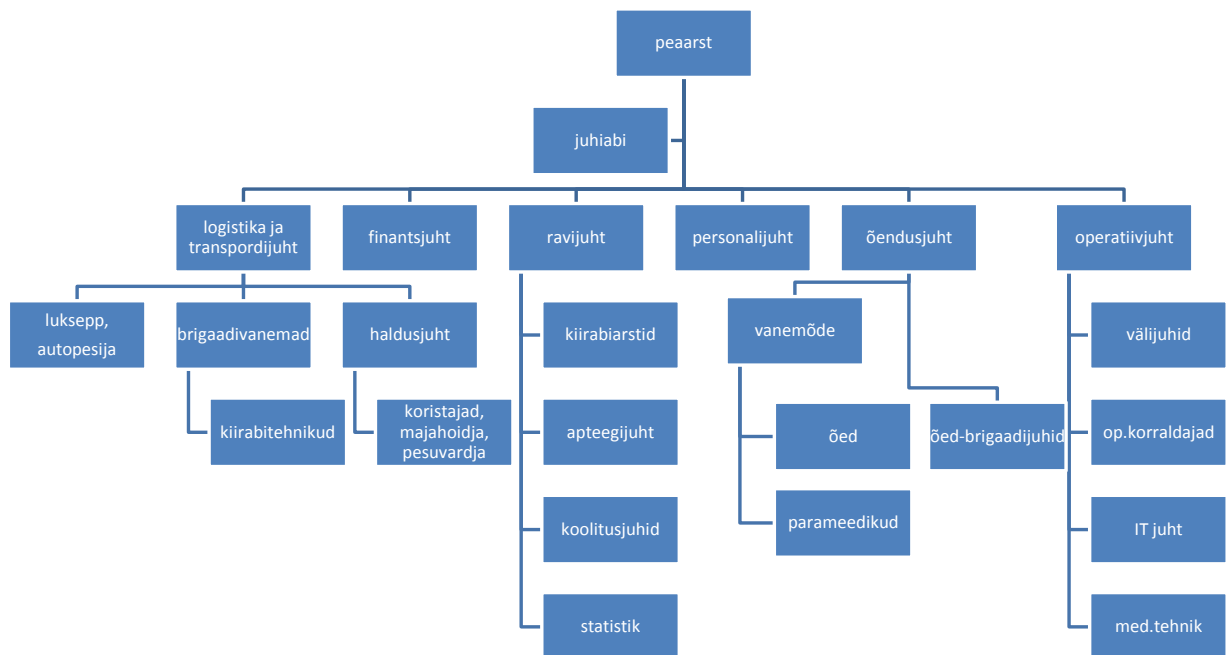 peaarst
juhiabi
logistika ja
transpordijuht
finantsjuht
ravijuht
personalijuht
õendusjuht
operatiivjuht
luksepp,
autopesija
brigaadivanemad
haldusjuht
kiirabiarstid
vanemõde
välijuhid
kiirabitehnikud
koristajad,
majahoidja,
pesuvardja
apteegijuht
õed
õed-brigaadijuhid
op.korraldajad
koolitusjuhid
parameedikud
IT juht
statistik
med.tehnik